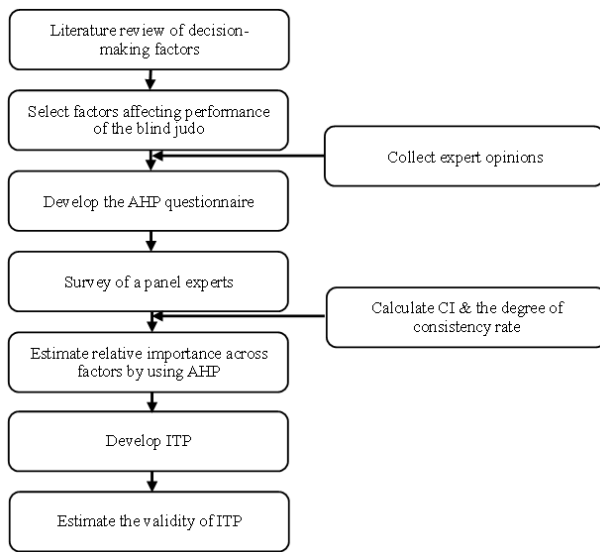 Literature review of decision-
making factors
Select factors affecting performance
of the blind judo
Collect expert opinions
Develop the AHP questionnaire
Survey of a panel experts
Calculate CI & the degree of
consistency rate
Estimate relative importance across
factors by using AHP
Develop ITP
Estimate the validity of ITP